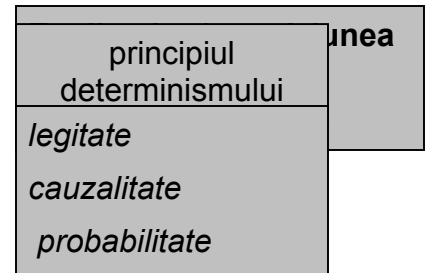 unea
principiul
determinismului
legitate
cauzalitate
probabilitate